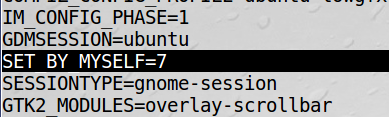 IM_CONFIG_PHASE=1
GDMSESSION=ubuntu
SET BY MYSELF=7
SESSIONTYPE=gnome-session
GTK2_MODULES=overlay-scrollbar